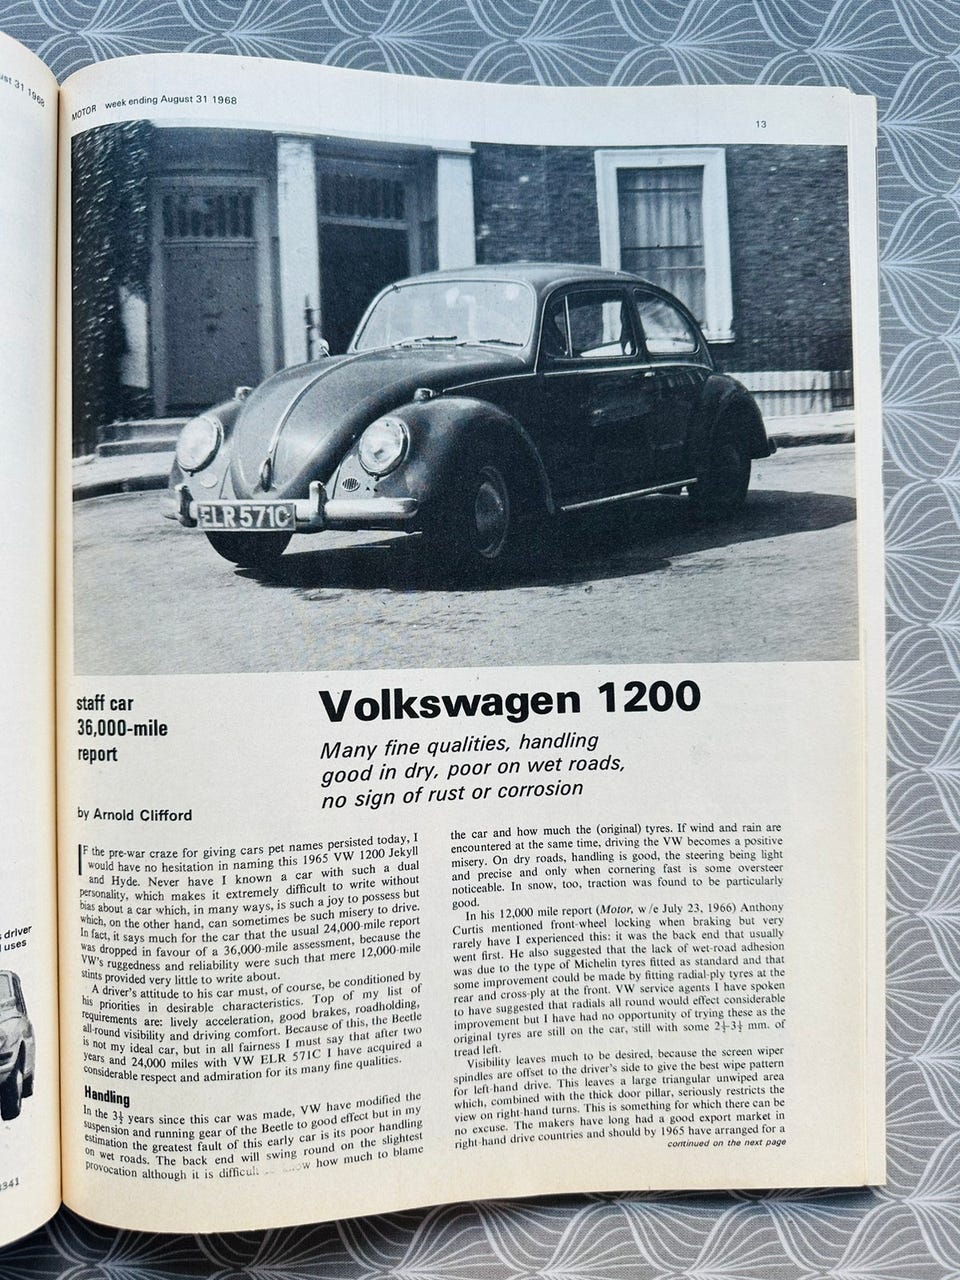 ust 31 1968
s driver
l uses
341
MOTOR week ending August 31 1968
13
ELR 571C
staff car
36,000-mile
report
Volkswagen 1200
Many fine qualities, handling
good in dry, poor on wet roads,
no sign of rust or corrosion
by Arnold Clifford
IF the pre-war craze for giving cars pet names persisted today, I
would have no hesitation in naming this 1965 VW 1200 Jekyll
and Hyde. Never have I known a car with such a dual
personality, which makes it extremely difficult to write without
bias about a car which, in many ways, is such a joy to possess but
which, on the other hand, can sometimes be such misery to drive.
In fact, it says much for the car that the usual 24,000-mile report
was dropped in favour of a 36,000-mile assessment, because the
VW's ruggedness and reliability were such that mere 12,000-mile
stints provided very little to write about.
A driver's attitude to his car must, of course, be conditioned by
his priorities in desirable characteristics. Top of my list of
requirements are: lively acceleration, good brakes, roadholding,
all-round visibility and driving comfort. Because of this, the Beetle
is not my ideal car, but in all fairness I must say that after two
years and 24,000 miles with VW ELR 571C I have acquired a
considerable respect and admiration for its many fine qualities.
Handling
In the 3½ years since this car was made, VW have modified the
suspension and running gear of the Beetle to good effect but in my
estimation the greatest fault of this early car is its poor handling
on wet roads. The back end will swing round on the slightest
provocation although it is difficult know how much to blame
the car and how much the (original) tyres. If wind and rain are
encountered at the same time, driving the VW becomes a positive
misery. On dry roads, handling is good, the steering being light
and precise and only when cornering fast is some oversteer
noticeable. In snow, too, traction was found to be particularly
good.
In his 12,000 mile report (Motor, w/e July 23, 1966) Anthony
Curtis mentioned front-wheel locking when braking but very
rarely have I experienced this: it was the back end that usually
went first. He also suggested that the lack of wet-road adhesion
was due to the type of Michelin tyres fitted as standard and that
some improvement could be made by fitting radial-ply tyres at the
rear and cross-ply at the front. VW service agents I have spoken
to have suggested that radials all round would effect considerable
improvement but I have had no opportunity of trying these as the
original tyres are still on the car, still with some 2½-3½ mm. of
tread left.
Visibility leaves much to be desired, because the screen wiper
spindles are offset to the driver's side to give the best wipe pattern
for left-hand drive. This leaves a large triangular unwiped area
which, combined with the thick door pillar, seriously restricts the
view on right-hand turns. This is something for which there can be
no excuse. The makers have long had a good export market in
right-hand drive countries and should by 1965 have arranged for a
continued on the next page